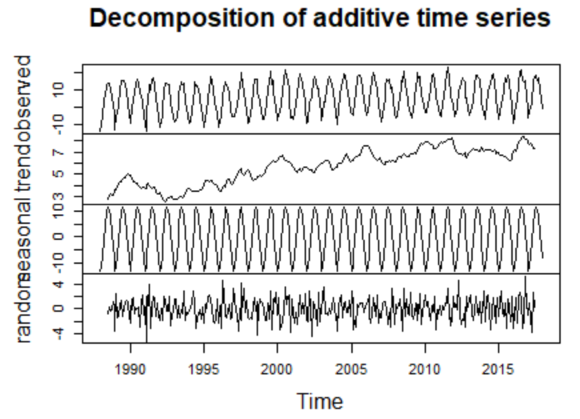 Decomposition of additive time series
observed
10
-10
trend
7
5
3
seasonal
10
0
-10
random
4
0
-4
1990 1995 2000 2005 2010 2015
Time